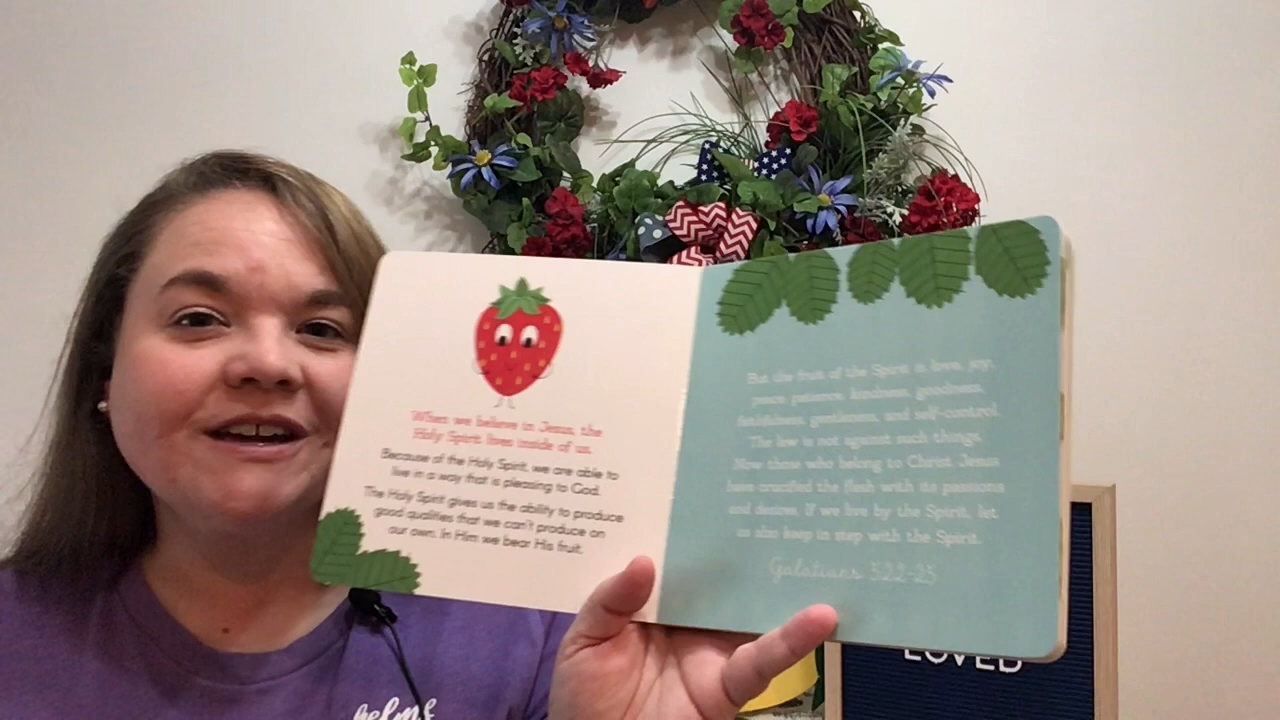 When we believe in Jesus, the
Holy Spirit lives inside of us.
Because of the Holy Spirit, we are able to
live in a way that is pleasing to God.
The Holy Spirit gives us the ability to produce
good qualities that we can't produce on
our own. In Him we bear His fruit.
But the fruit of the Spirit is love, joy,
peace, patience, kindness, goodness,
faithfulness, gentleness, and self-control.
The law is not against such things.
Now those who belong to Christ Jesus
have crucified the flesh with its passions
and desires. If we live by the Spirit, let
us also keep in step with the Spirit.
Galatians 5:22-25
LOVED